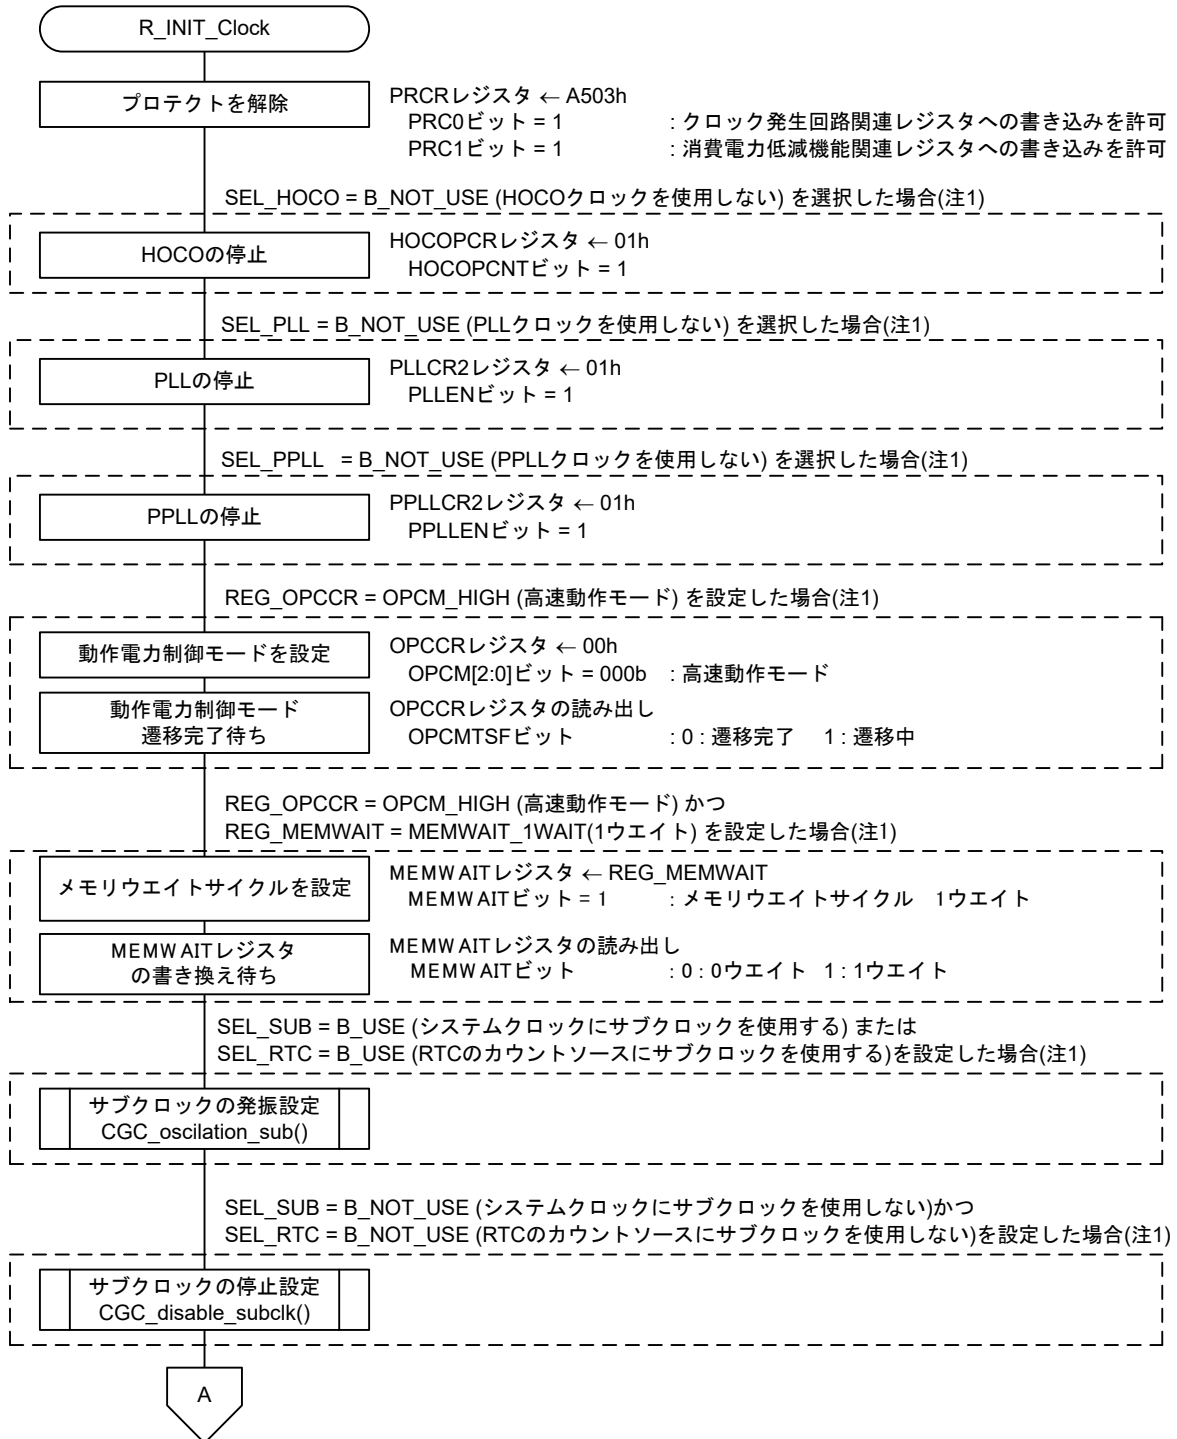 R_INIT_Clock
プロテクトを解除
PRCRレジスタ ← A503h
PRC0ビット = 1 : クロック発生回路関連レジスタへの書き込みを許可
PRC1ビット = 1 : 消費電力低減機能関連レジスタへの書き込みを許可
SEL_HOCO = B_NOT_USE (HOCOクロックを使用しない) を選択した場合(注1)
HOCOの停止
HOCOPCRレジスタ ← 01h
HOCOPCNTビット = 1
SEL_PLL = B_NOT_USE (PLLクロックを使用しない) を選択した場合(注1)
PLLの停止
PLLCR2レジスタ ← 01h
PLLENビット = 1
SEL_PPLL = B_NOT_USE (PPLLクロックを使用しない) を選択した場合(注1)
PPLLの停止
PPLLCR2レジスタ ← 01h
PPLLENビット = 1
REG_OPCCR = OPCM_HIGH (高速動作モード) を設定した場合(注1)
動作電力制御モードを設定
OPCCRレジスタ ← 00h
OPCM[2:0]ビット = 000b : 高速動作モード
動作電力制御モード
遷移完了待ち
OPCCRレジスタの読み出し
OPCMTSFビット : 0 : 遷移完了 1 : 遷移中
REG_OPCCR = OPCM_HIGH (高速動作モード) かつ
REG_MEMWAIT = MEMWAIT_1WAIT(1ウエイト) を設定した場合(注1)
メモリウエイトサイクルを設定
MEMWAITレジスタ ← REG_MEMWAIT
MEMWAITビット = 1 : メモリウエイトサイクル 1ウエイト
MEMWAITレジスタ
の書き換え待ち
MEMWAITレジスタの読み出し
MEMWAITビット : 0 : 0ウエイト 1 : 1ウエイト
SEL_SUB = B_USE (システムクロックにサブクロックを使用する) または
SEL_RTC = B_USE (RTCのカウントソースにサブクロックを使用する)を設定した場合(注1)
サブクロックの発振設定
CGC_oscilation_sub()
SEL_SUB = B_NOT_USE (システムクロックにサブクロックを使用しない)かつ
SEL_RTC = B_NOT_USE (RTCのカウントソースにサブクロックを使用しない)を設定した場合(注1)
サブクロックの停止設定
CGC_disable_subclk()
A